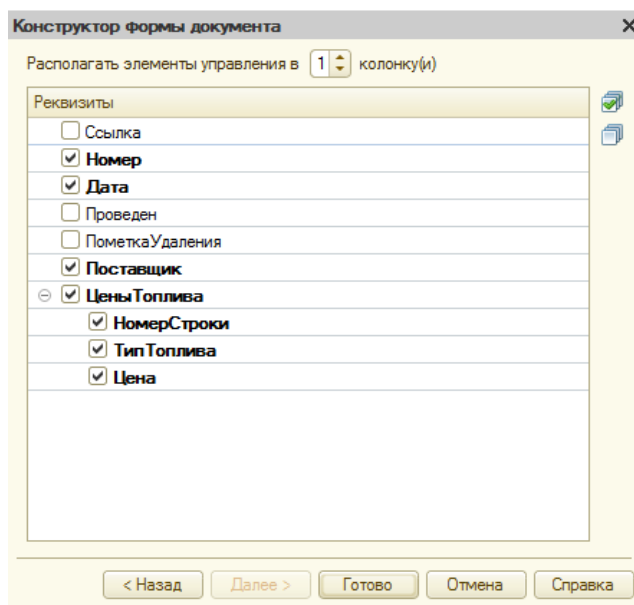 Конструктор формы документа
Располагать элементы управления в 1 колонку(и)
Реквизиты
Ссылка
Номер
Дата
Проведен
ПометкаУдаления
Поставщик
ЦеныТоплива
НомерСтроки
ТипТоплива
Цена
< Назад Далее > Готово Отмена Справка